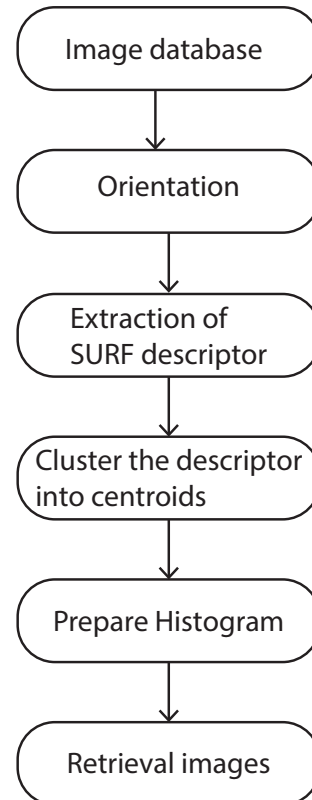 Image database
Orientation
Extraction of
SURF descriptor
Cluster the descriptor
into centroids
Prepare Histogram
Retrieval images